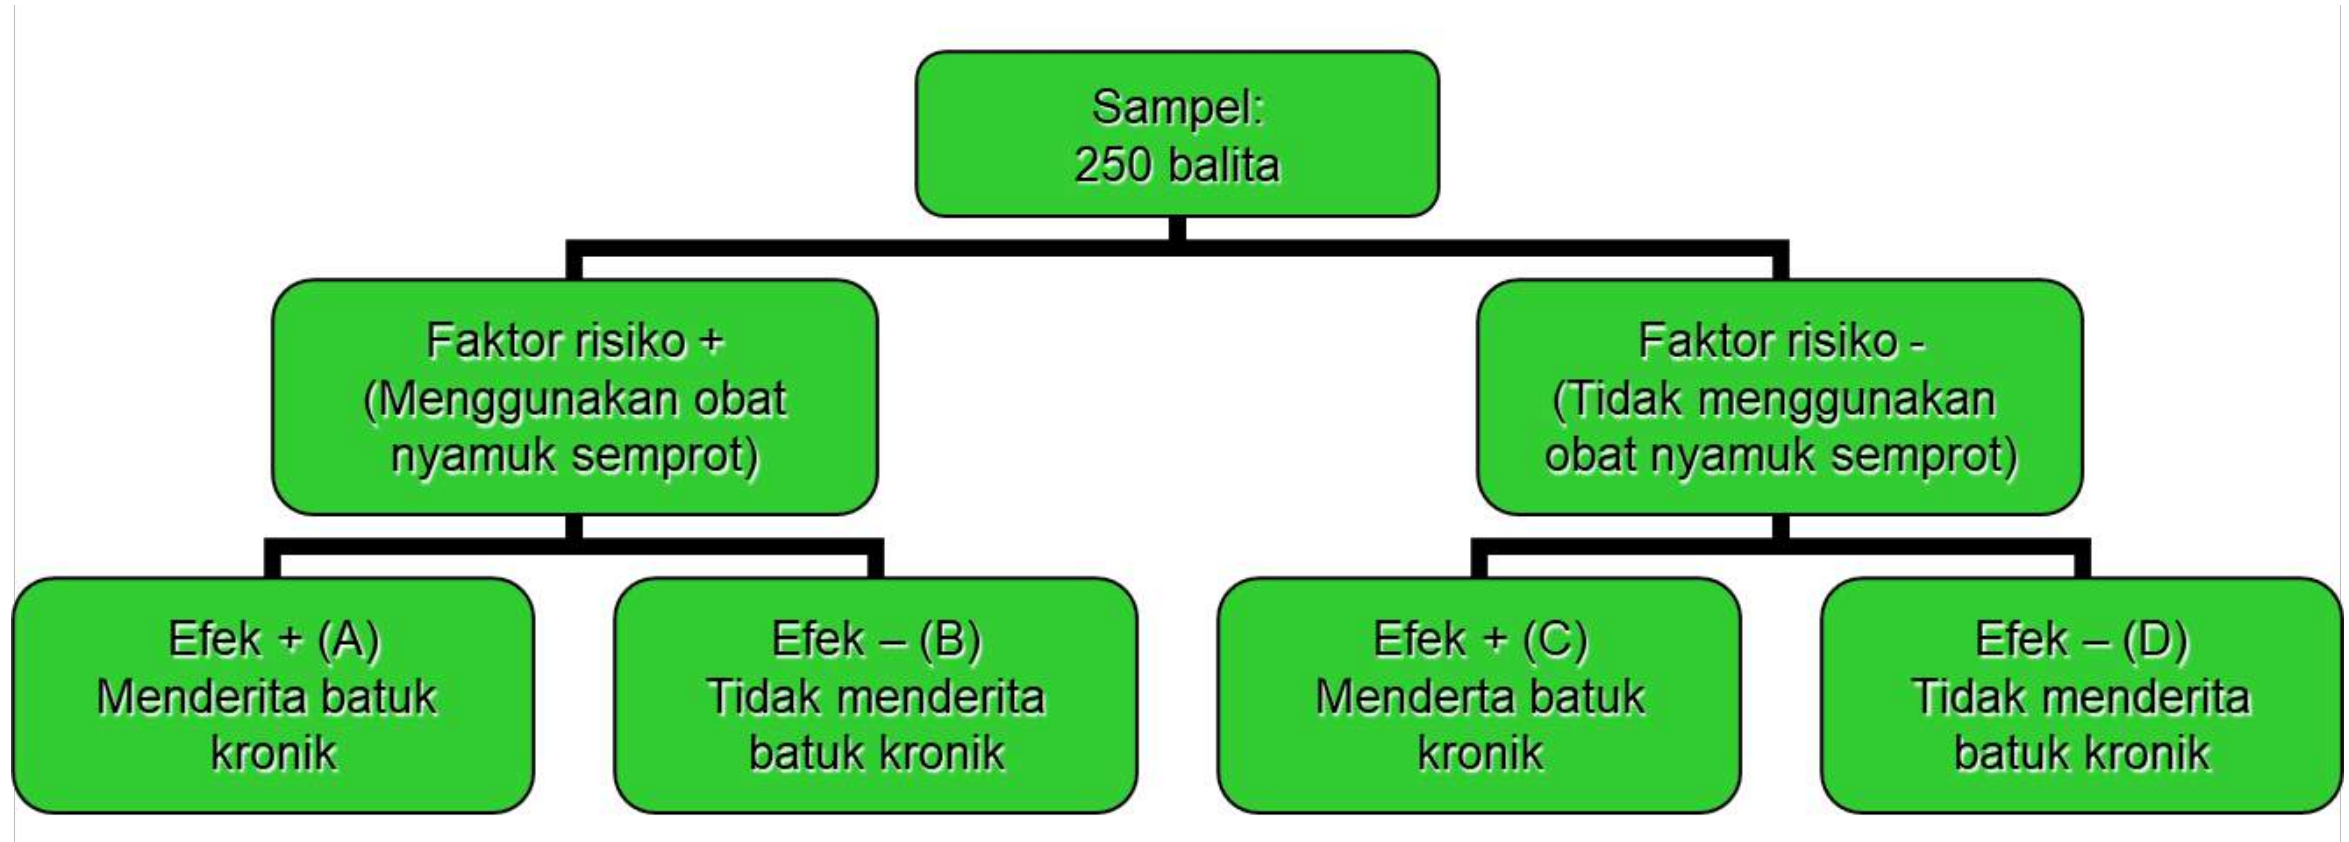 Sampel:
250 balita
Faktor risiko +
(Menggunakan obat
nyamuk semprot)
Faktor risiko -
(Tidak menggunakan
obat nyamuk semprot)
Efek + (A)
Menderita batuk
kronik
Efek – (B)
Tidak menderita
batuk kronik
Efek + (C)
Menderta batuk
kronik
Efek – (D)
Tidak menderita
batuk kronik